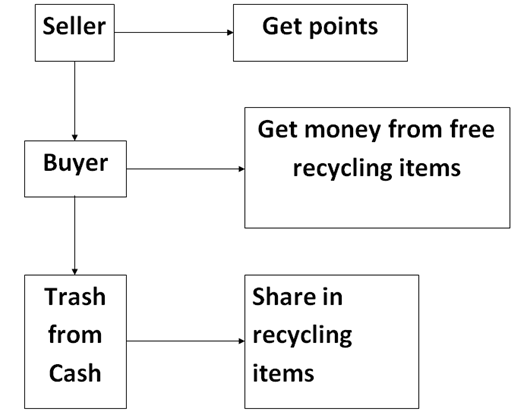 Seller
Get points
Buyer
Get money from free
recycling items
Trash
from
Cash
Share in
recycling
items